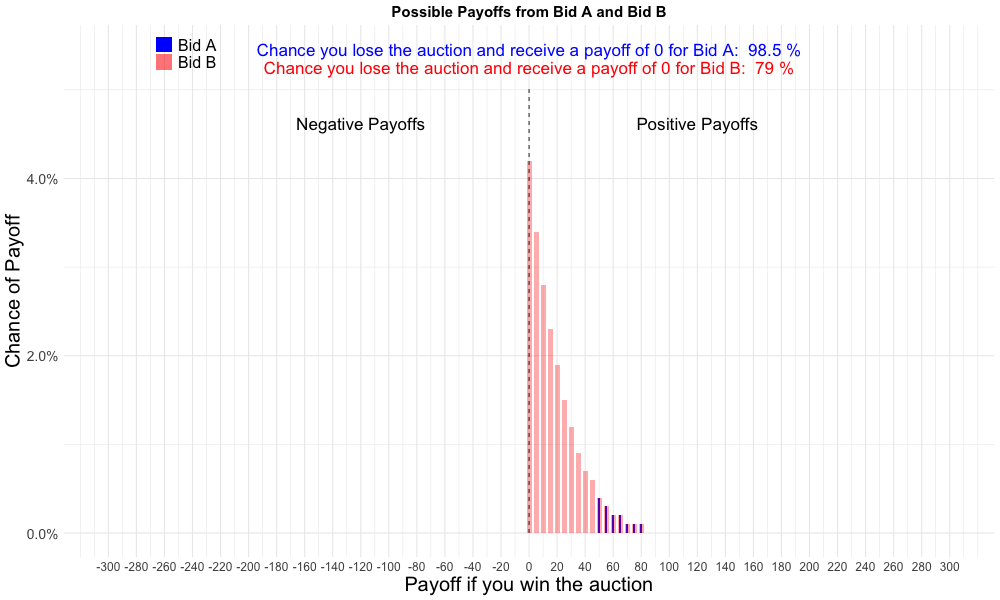 Possible Payoffs from Bid A and Bid B
Bid A
Bid B
Chance you lose the auction and receive a payoff of 0 for Bid A:  98.5 %
Chance you lose the auction and receive a payoff of 0 for Bid B:  79 %
Negative Payoffs
Positive Payoffs
Chance of Payoff
4.0%
2.0%
0.0%
-300 -280 -260 -240 -220 -200 -180 -160 -140 -120 -100 -80 -60 -40 -20 0 20 40 60 80 100 120 140 160 180 200 220 240 260 280 300
Payoff if you win the auction